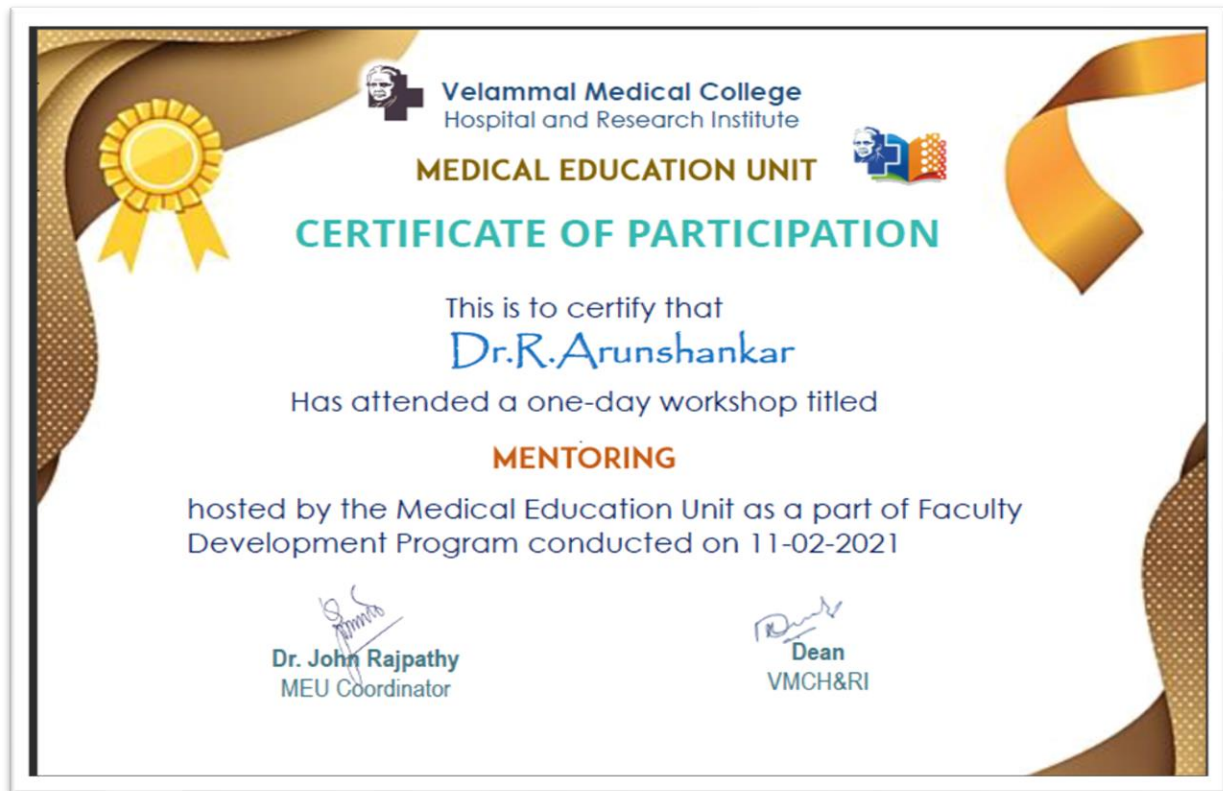 Velammal Medical College
Hospital and Research Institute
MEDICAL EDUCATION UNIT
CERTIFICATE OF PARTICIPATION
This is to certify that
Dr.R.Arunshankar
Has attended a one-day workshop titled
MENTORING
hosted by the Medical Education Unit as a part of Faculty
Development Program conducted on 11-02-2021
Dr. John Rajpathy
MEU Coordinator
Dean
VMCH&RI